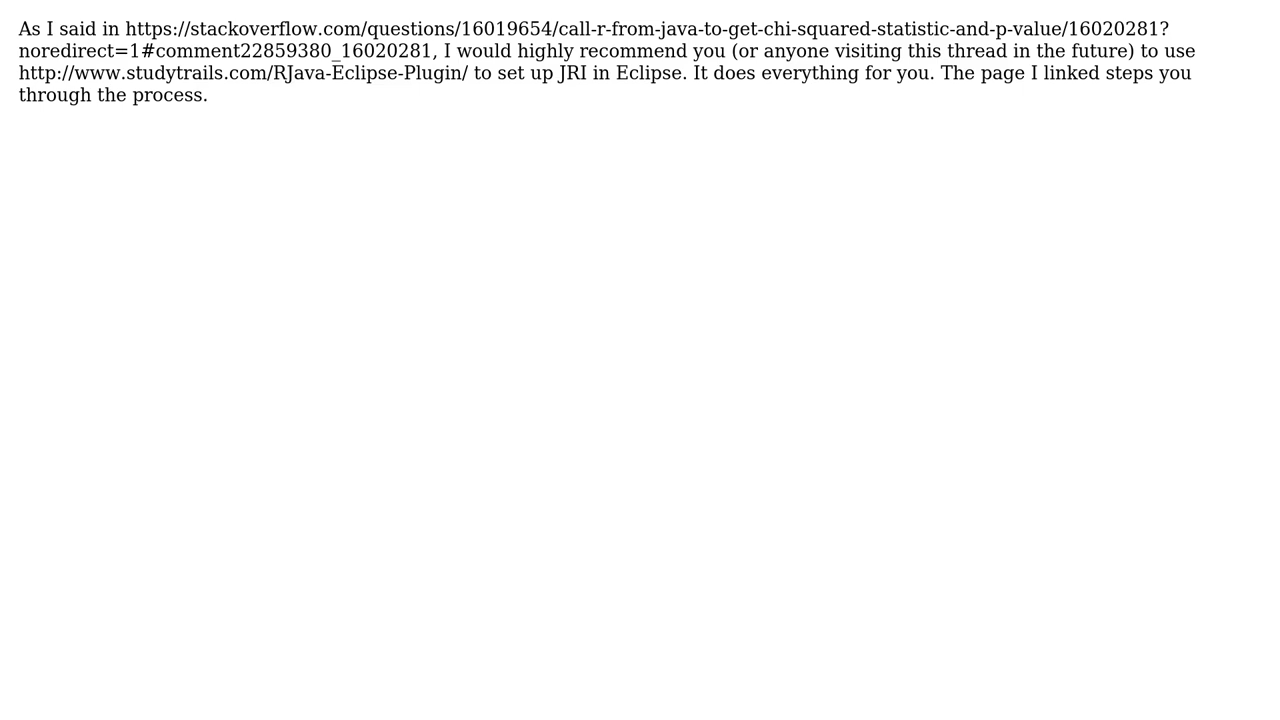 As I said in https://stackoverflow.com/questions/16019654/call-r-from-java-to-get-chi-squared-statistic-and-p-value/16020281?
noredirect=1#comment22859380_16020281, I would highly recommend you (or anyone visiting this thread in the future) to use
http://www.studytrails.com/RJava-Eclipse-Plugin/ to set up JRI in Eclipse. It does everything for you. The page I linked steps you
through the process.